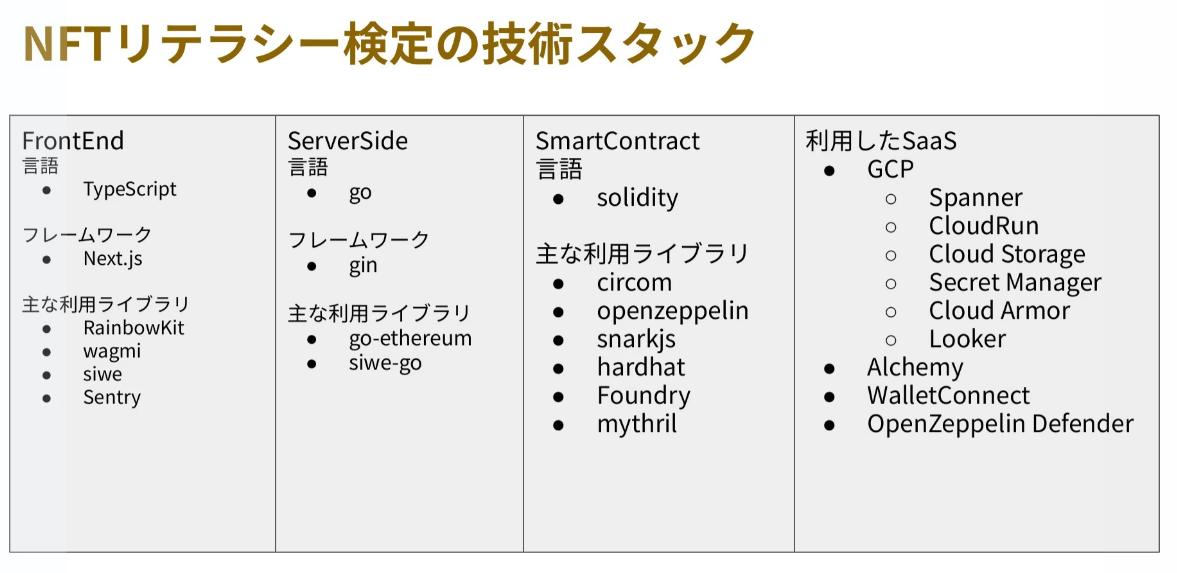 NFTリテラシー検定の技術スタック
FrontEnd
言語
● TypeScript
フレームワーク
● Next.js
主な利用ライブラリ
● RainbowKit
● wagmi
● siwe
● Sentry
ServerSide
言語
● go
フレームワーク
● gin
主な利用ライブラリ
● go-ethereum
● siwe-go
SmartContract
言語
● solidity
主な利用ライブラリ
● circom
● openzeppelin
● snarkjs
● hardhat
● Foundry
● mythril
利用したSaaS
● GCP
○ Spanner
○ CloudRun
○ Cloud Storage
○ Secret Manager
○ Cloud Armor
○ Looker
● Alchemy
● WalletConnect
● OpenZeppelin Defender